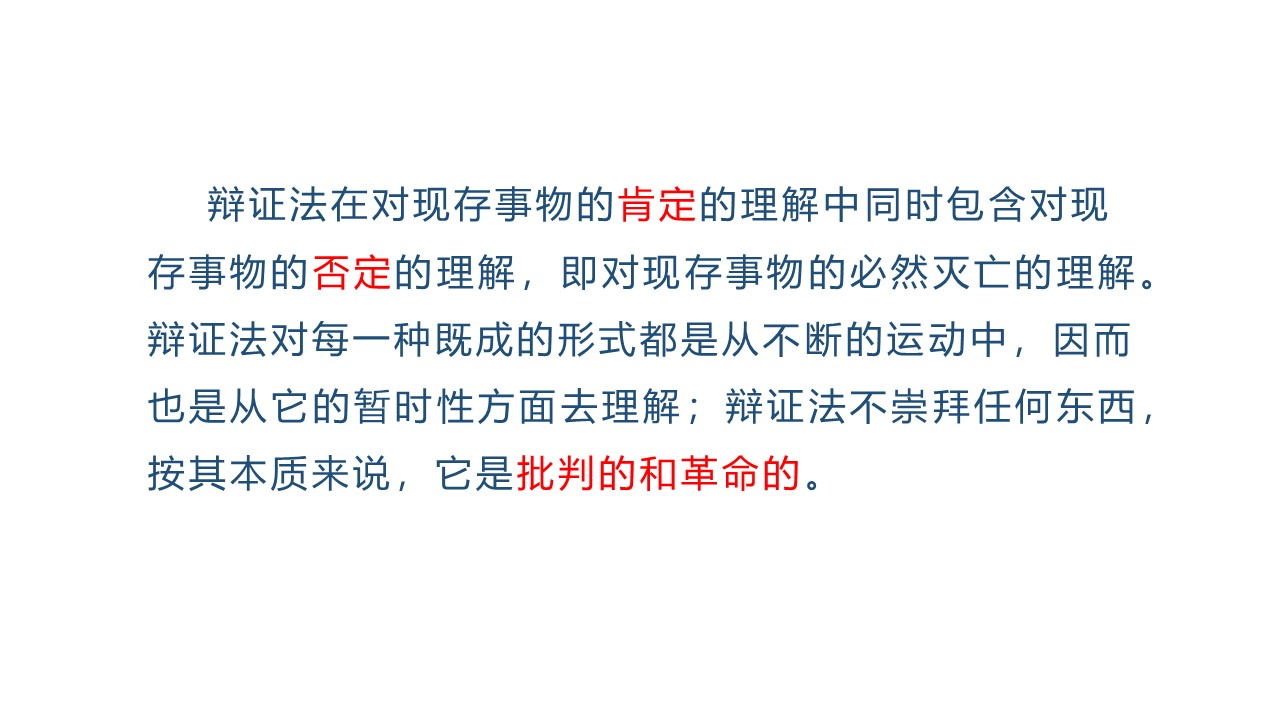 辩证法在对现存事物的肯定的理解中同时包含对现
存事物的否定的理解，即对现存事物的必然灭亡的理解。
辩证法对每一种既成的形式都是从不断的运动中，因而
也是从它的暂时性方面去理解；辩证法不崇拜任何东西，
按其本质来说，它是批判的和革命的。